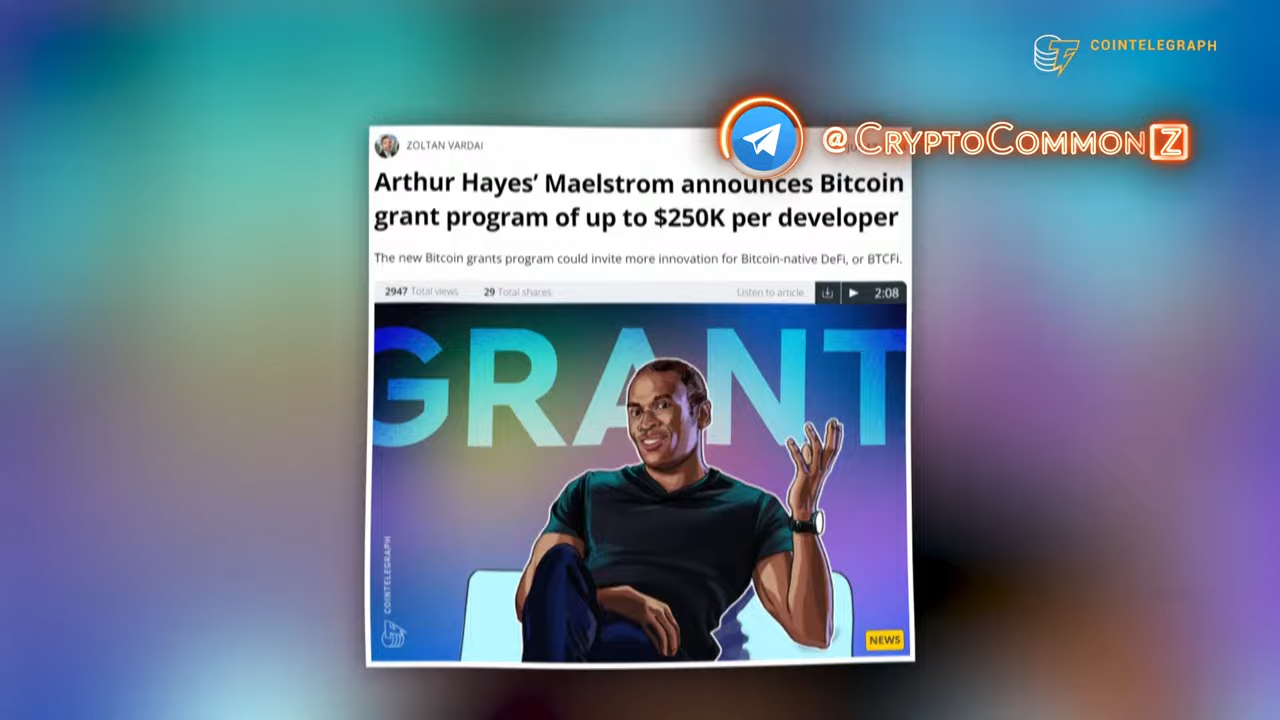 COINTELEGRAPH
@CRYPTOCOMMONZ
ZOLTAN VARDAI
Arthur Hayes’ Maelstrom announces Bitcoin
grant program of up to $250K per developer
The new Bitcoin grants program could invite more innovation for Bitcoin-native DeFi, or BTCFi.
2947 Total views 29 Total shares Listen to article 2:08
GRANT
COINTELEGRAPH
NEWS